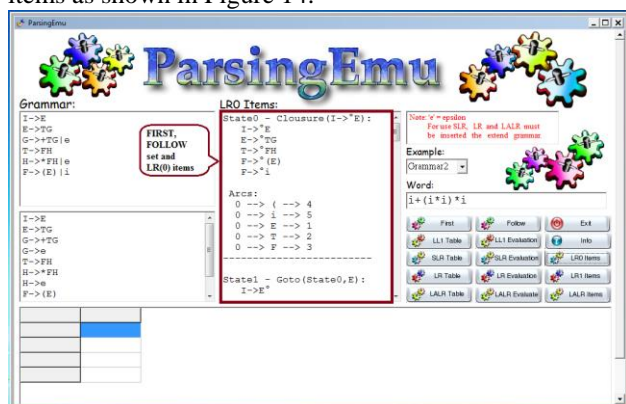 items as shown in Figure 14.
ParsingEmu
ParsingEmu
Grammar:
I->E
E->TG
G->+TG|e
T->FH
H->*FH|e
F->(E)|i
I->E
E->TG
G->+TG
G->e
T->FH
H->*FH
H->e
F->(E)
FIRST,
FOLLOW
set and
LR(0) items
LR0 Items:
State0 - Clousure(I->°E):
I->°E
E->°TG
T->°FH
F->°(E)
F->°i
Arcs:
0 --> ( --> 4
0 --> i --> 5
0 --> E --> 1
0 --> T --> 2
0 --> F --> 3
----------------------------
State1 - Goto(State0,E):
I->E°
Note: 'e' = epsilon
For use SLR, LR and LALR must
be inserted the extend grammar.
Example:
Grammar2
Word:
i+(i*i)*i
First Follow Exit
LL1 Table LL1 Evaluation Info
SLR Table SLR Evaluation LR0 Items
LR Table LR Evaluation LR1 Items
LALR Table LALR Evaluate LALR Items